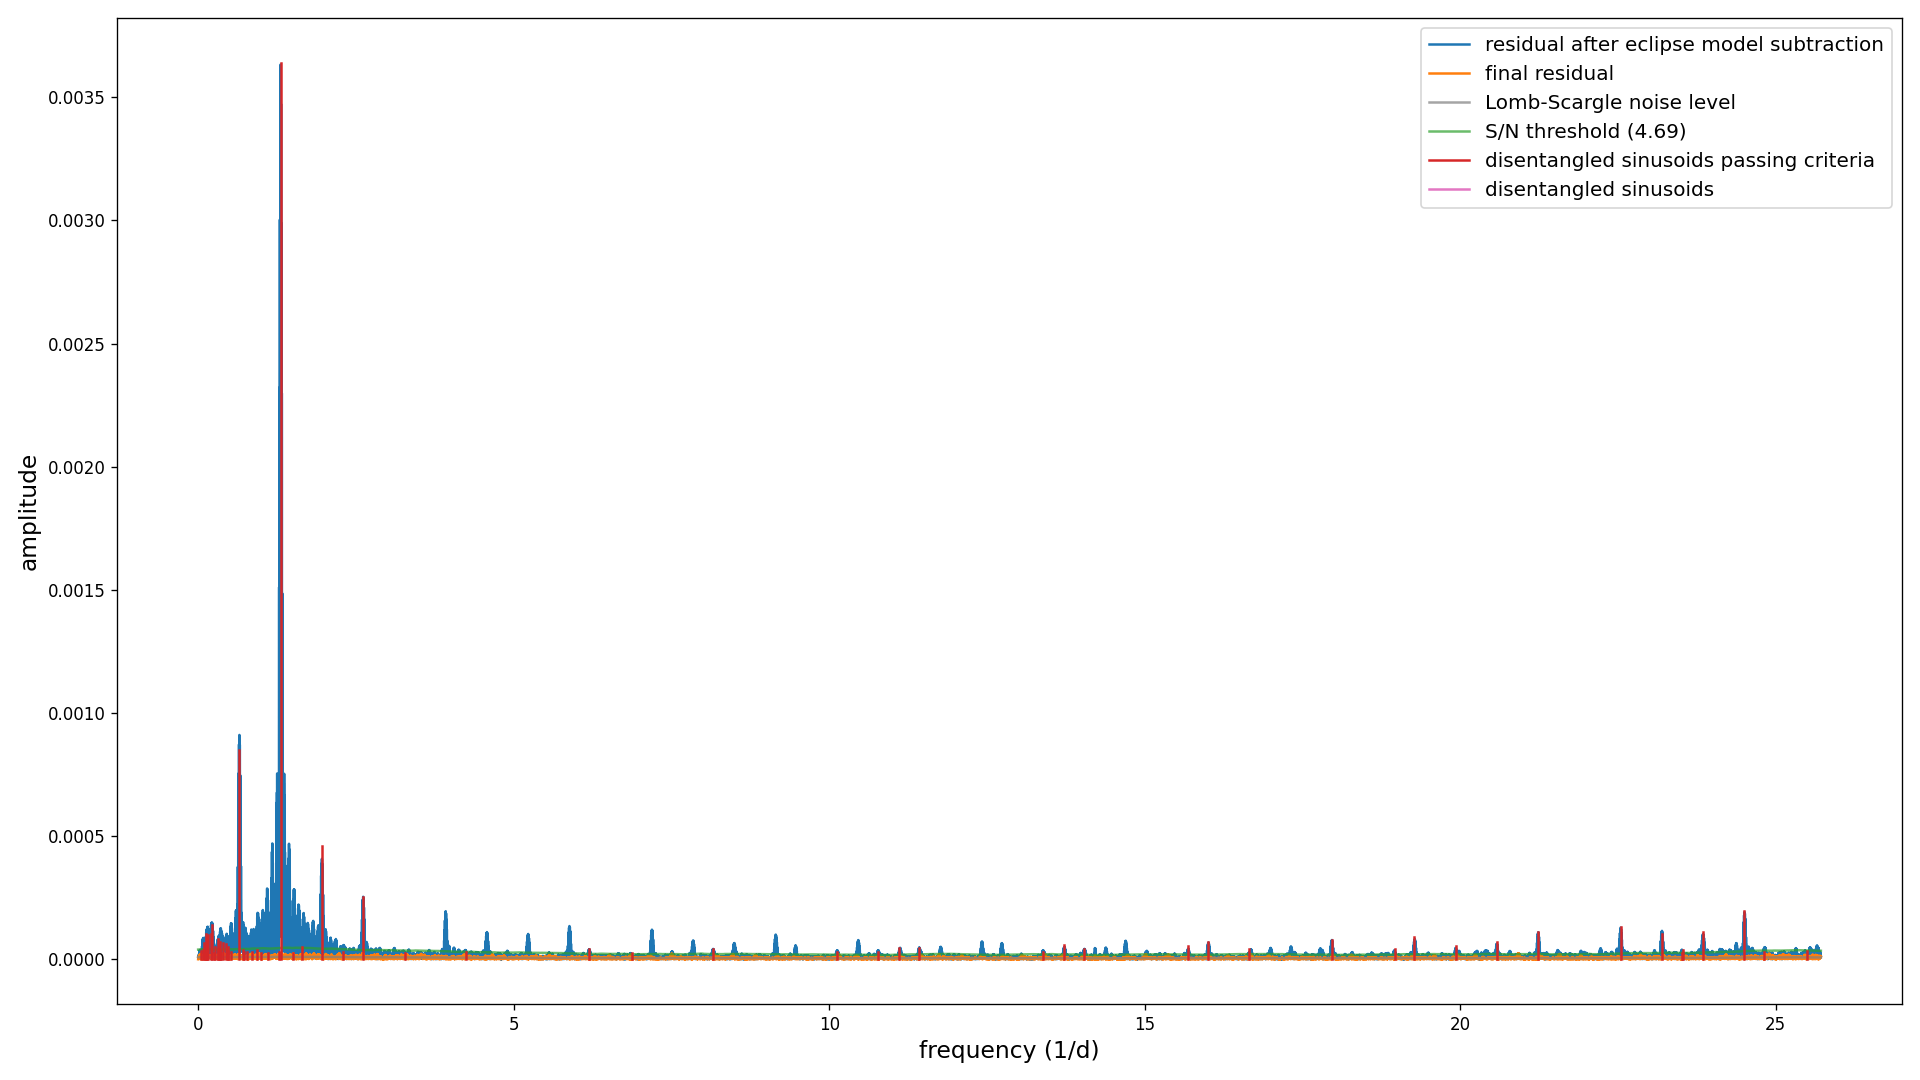 residual after eclipse model subtraction
final residual
Lomb-Scargle noise level
S/N threshold (4.69)
disentangled sinusoids passing criteria
disentangled sinusoids
0.0035
0.0030
0.0025
0.0020
0.0015
0.0010
0.0005
0.0000
amplitude
0 5 10 15 20 25
frequency (1/d)